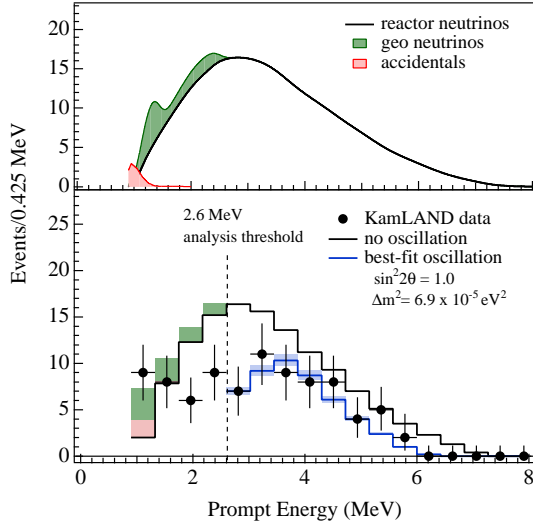 reactor neutrinos
geo neutrinos
accidentals
20
15
10
5
0
Events/0.425 MeV
2.6 MeV
analysis threshold
KamLAND data
no oscillation
best-fit oscillation
sin²2θ = 1.0
Δm²= 6.9 x 10⁻⁵ eV²
25
20
15
10
5
0
0 2 4 6 8
Prompt Energy (MeV)